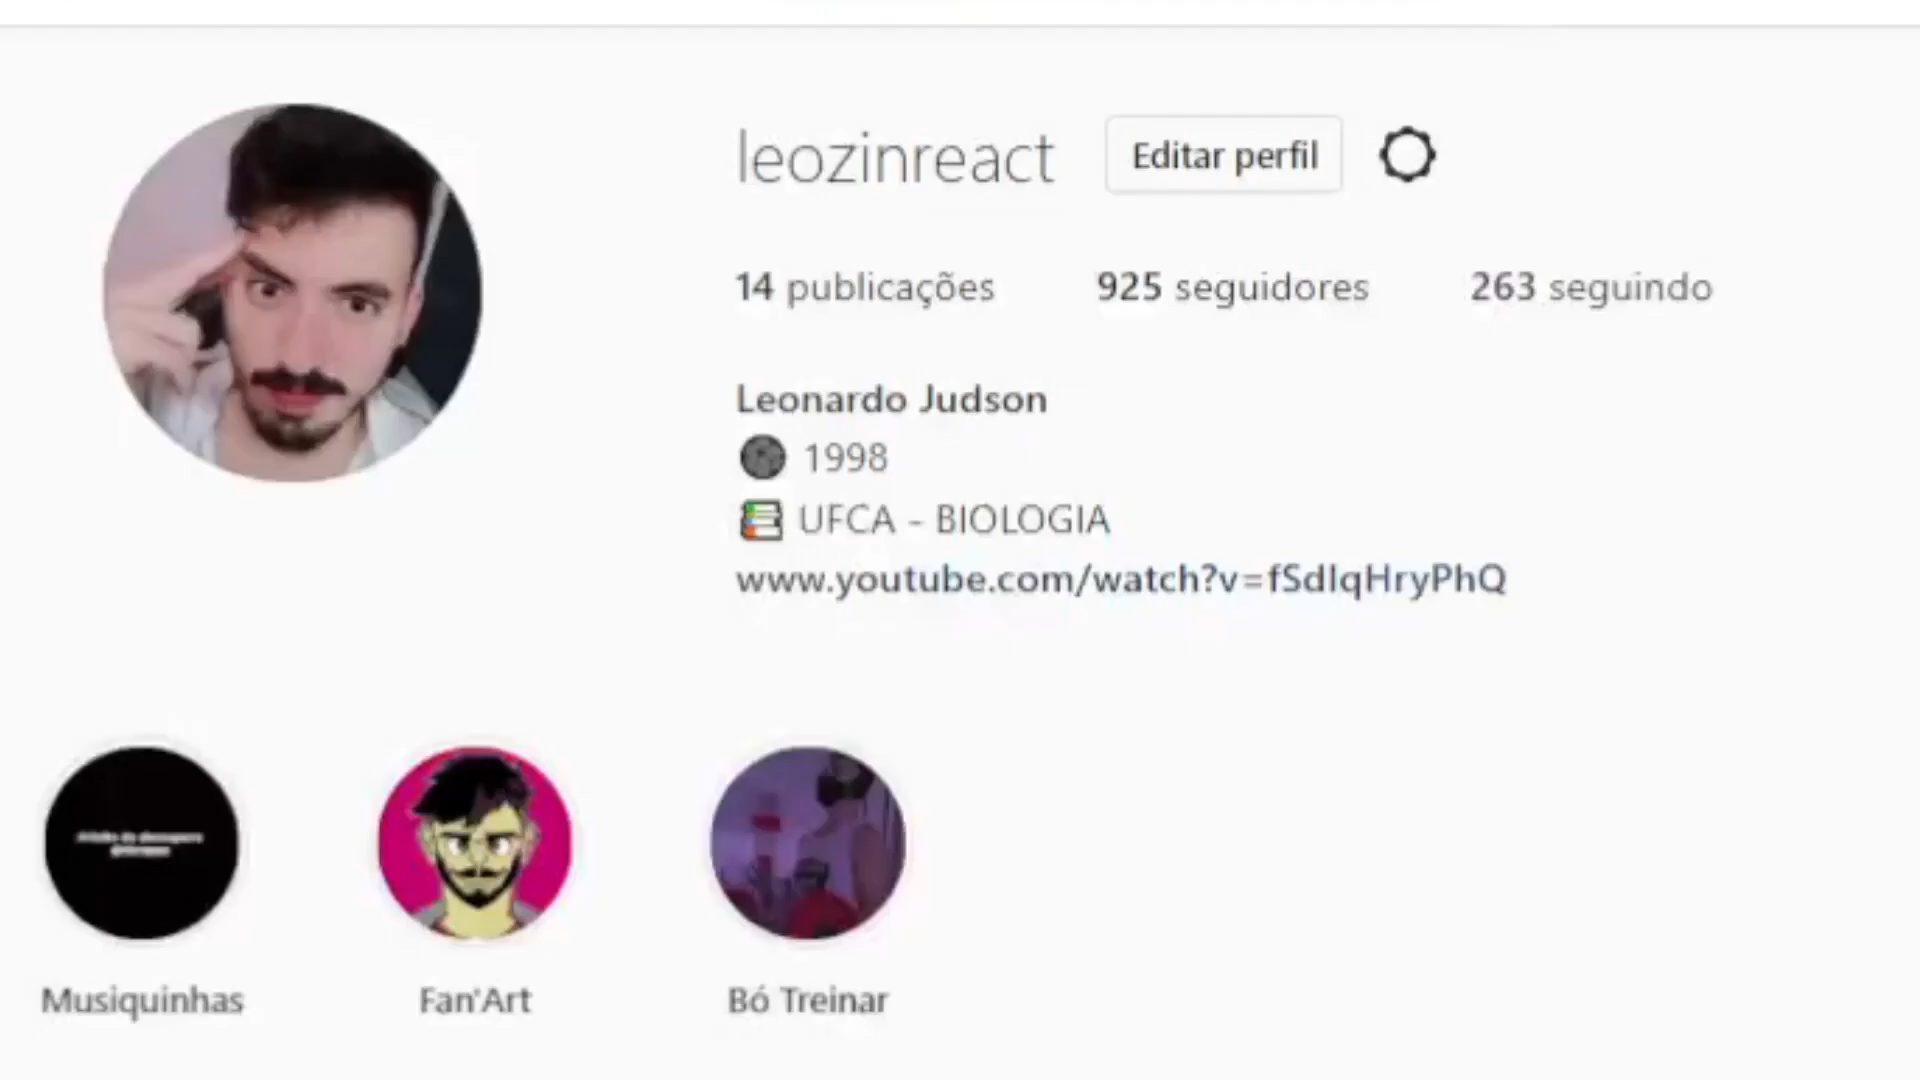 leozinreact Editar perfil
14 publicações 925 seguidores 263 seguindo
Leonardo Judson
1998
UFCA - BIOLOGIA
www.youtube.com/watch?v=fSdIqHryPhQ
Musiquinhas Fan'Art Bó Treinar